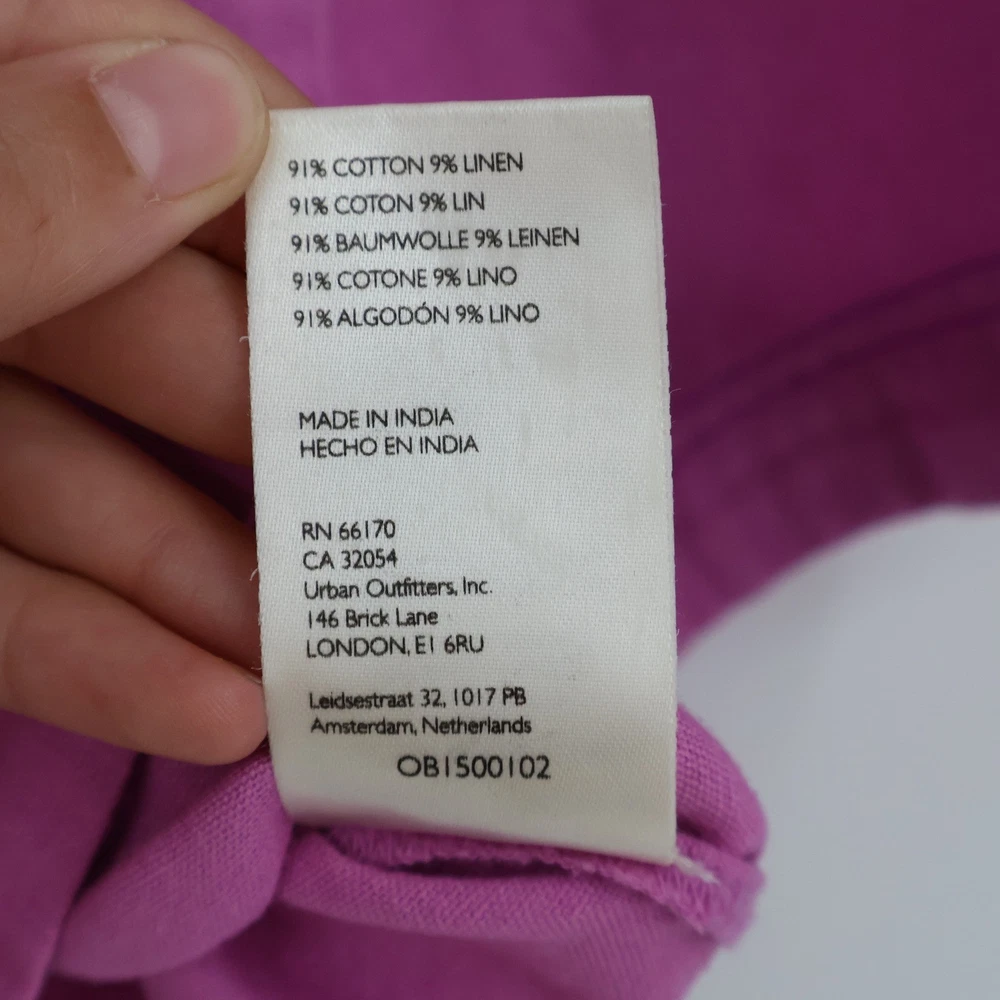 91% COTTON 9% LINEN
91% COTON 9% LIN
91% BAUMWOLLE 9% LEINEN
91% COTONE 9% LINO
91% ALGODÓN 9% LINO
MADE IN INDIA
HECHO EN INDIA
RN 66170
CA 32054
Urban Outfitters, Inc.
146 Brick Lane
LONDON, E1 6RU
Leidsestraat 32, 1017 PB
Amsterdam, Netherlands
OB1500102